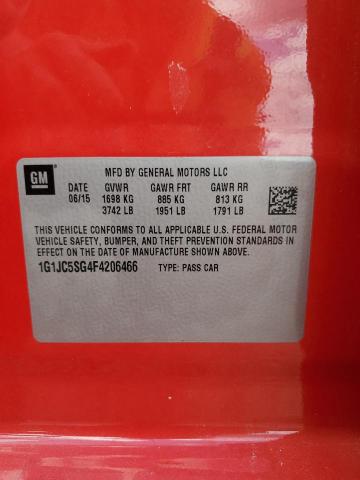 GM
MFD BY GENERAL MOTORS LLC
DATE GVWR GAWR FRT GAWR RR
06/15 1698 KG 885 KG 813 KG
3742 LB 1951 LB 1791 LB
THIS VEHICLE CONFORMS TO ALL APPLICABLE U.S. FEDERAL MOTOR
VEHICLE SAFETY, BUMPER, AND THEFT PREVENTION STANDARDS IN
EFFECT ON THE DATE OF MANUFACTURE SHOWN ABOVE.
1G1JC5SG4F4206466 TYPE: PASS CAR